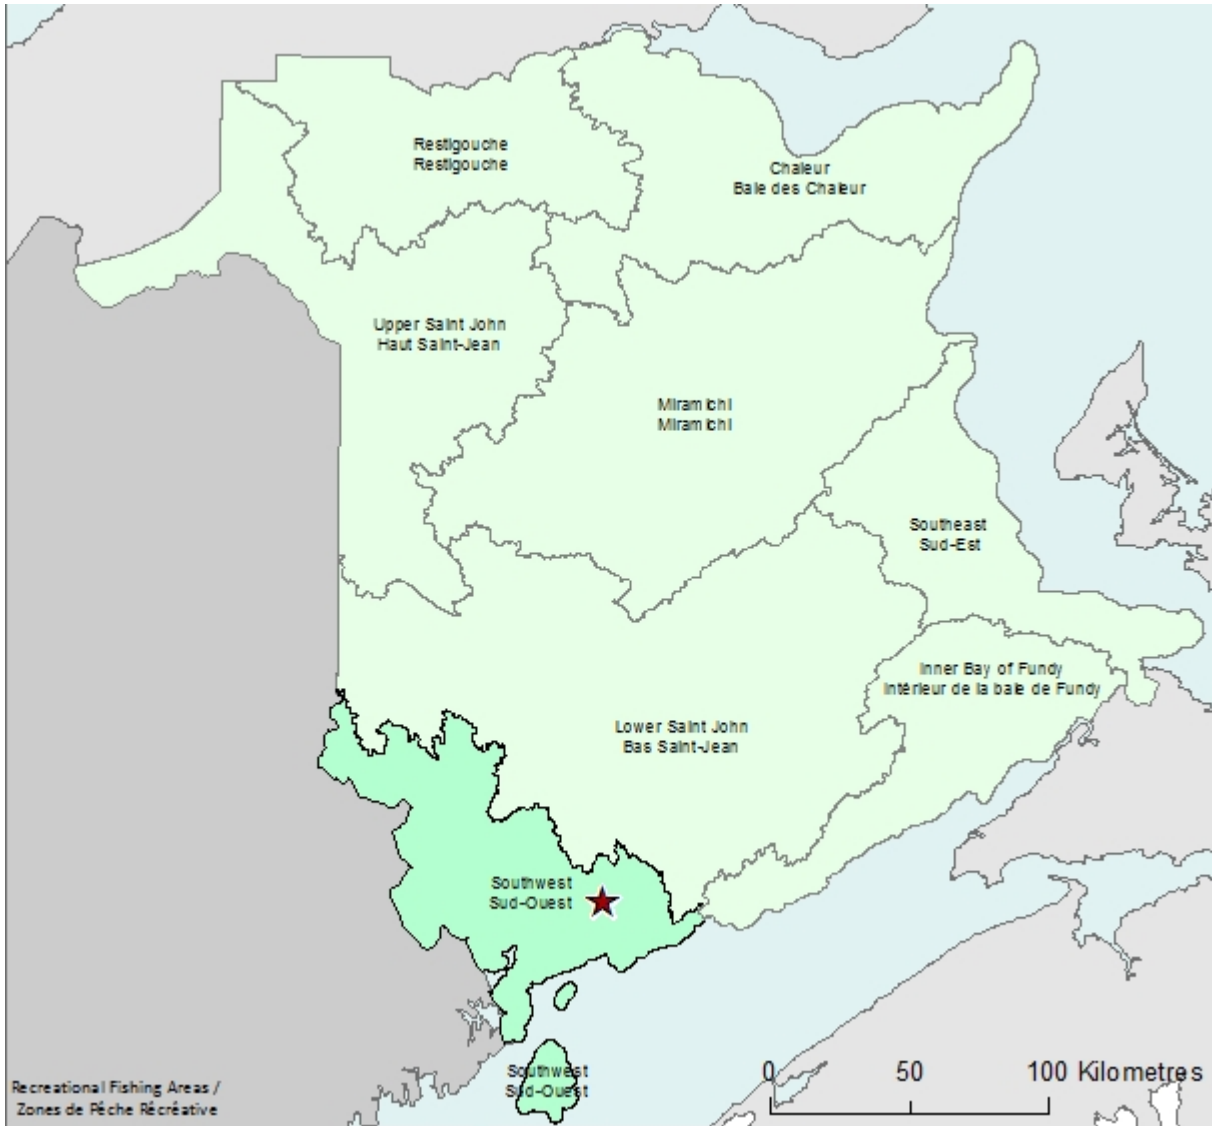 Restigouche
Restigouche
Chaleur
Baie des Chaleur
Upper Saint John
Haut Saint-Jean
Miramichi
Miramichi
Southeast
Sud-Est
Inner Bay of Fundy
Intérieur de la baie de Fundy
Lower Saint John
Bas Saint-Jean
Southwest
Sud-Ouest
Southwest
Sud-Ouest
0 50 100 Kilometres
Recreational Fishing Areas /
Zones de Pêche Récréative